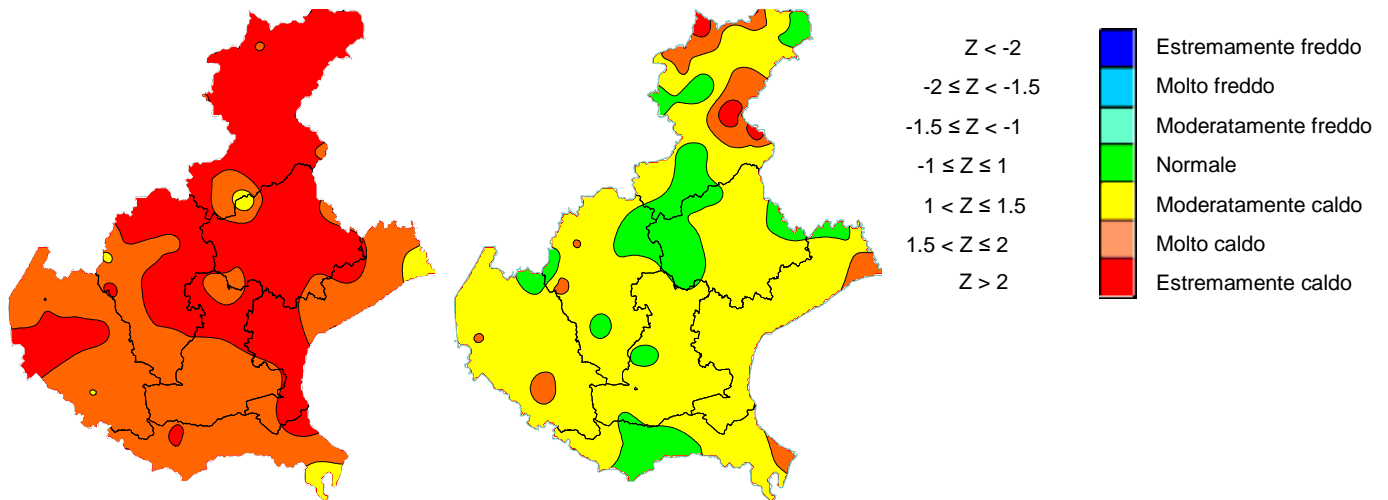 Z < -2 Estremamente freddo
-2 ≤ Z < -1.5 Molto freddo
-1.5 ≤ Z < -1 Moderatamente freddo
-1 ≤ Z ≤ 1 Normale
1 < Z ≤ 1.5 Moderatamente caldo
1.5 < Z ≤ 2 Molto caldo
Z > 2 Estremamente caldo